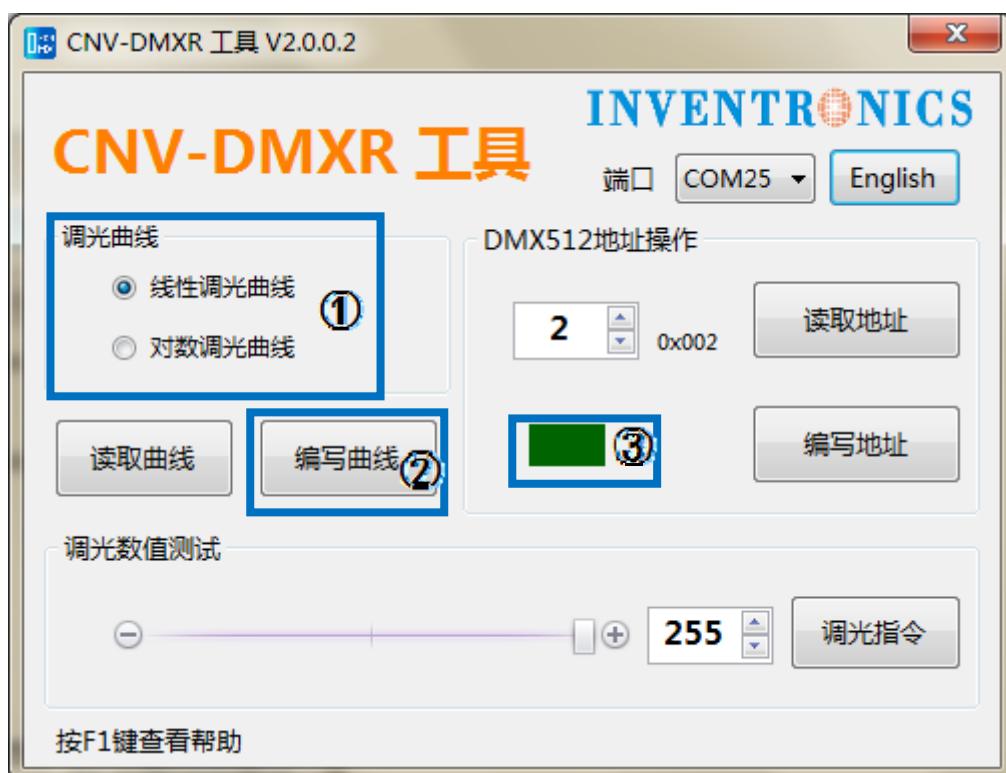 CNV-DMXR 工具 V2.0.0.2
INVENTRONICS
CNV-DMXR 工具
端口 COM25 English
调光曲线
线性调光曲线
①
对数调光曲线
DMX512地址操作
2 0x002 读取地址
读取曲线 编写曲线 ②
③ 编写地址
调光数值测试
255 调光指令
按F1键查看帮助